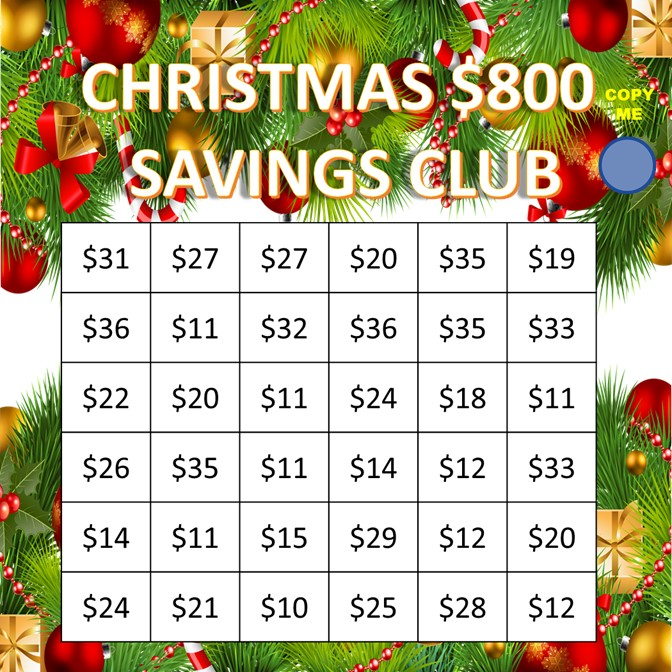 CHRISTMAS $800
COPY
ME
SAVINGS CLUB
$31 $27 $27 $20 $35 $19
$36 $11 $32 $36 $35 $33
$22 $20 $11 $24 $18 $11
$26 $35 $11 $14 $12 $33
$14 $11 $15 $29 $12 $20
$24 $21 $10 $25 $28 $12